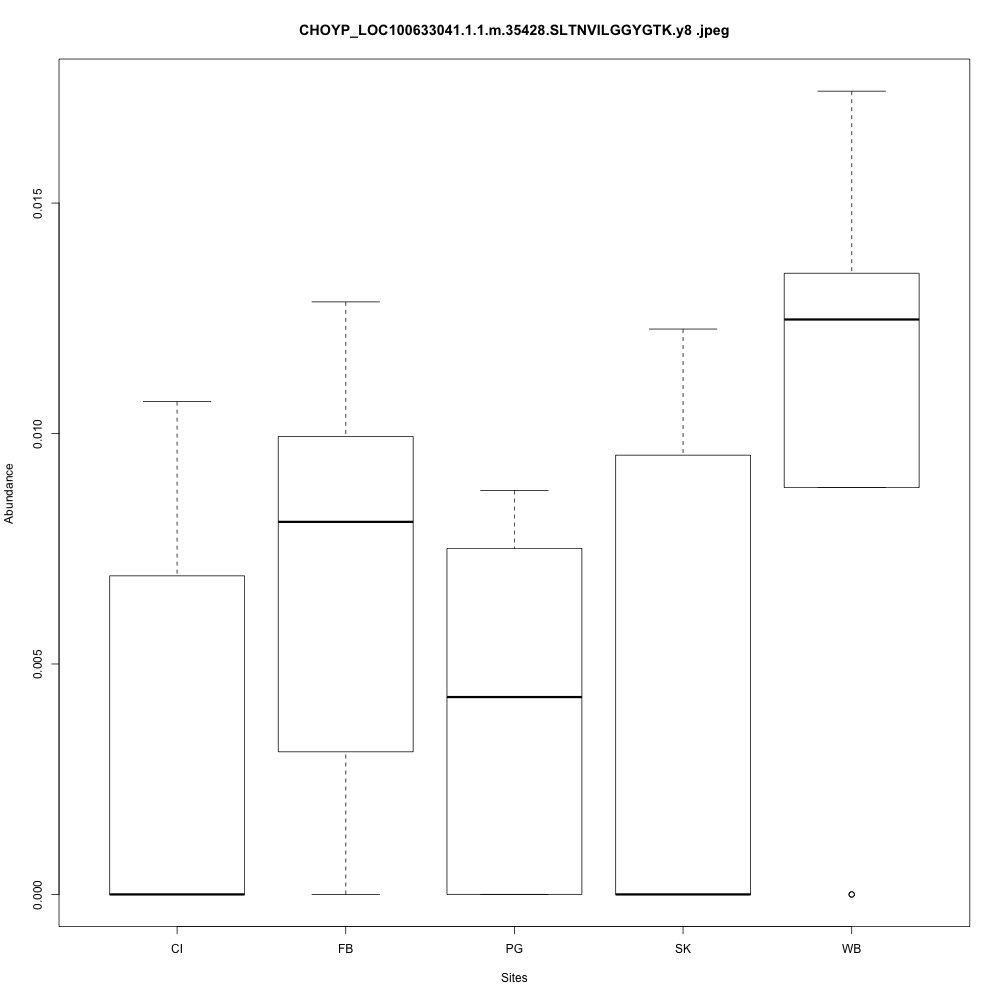 CHOYP_LOC100633041.1.1.m.35428.SLTNVILGGYGTK.y8 .jpeg
Abundance
0.015
0.010
0.005
0.000
CI FB PG SK WB
Sites